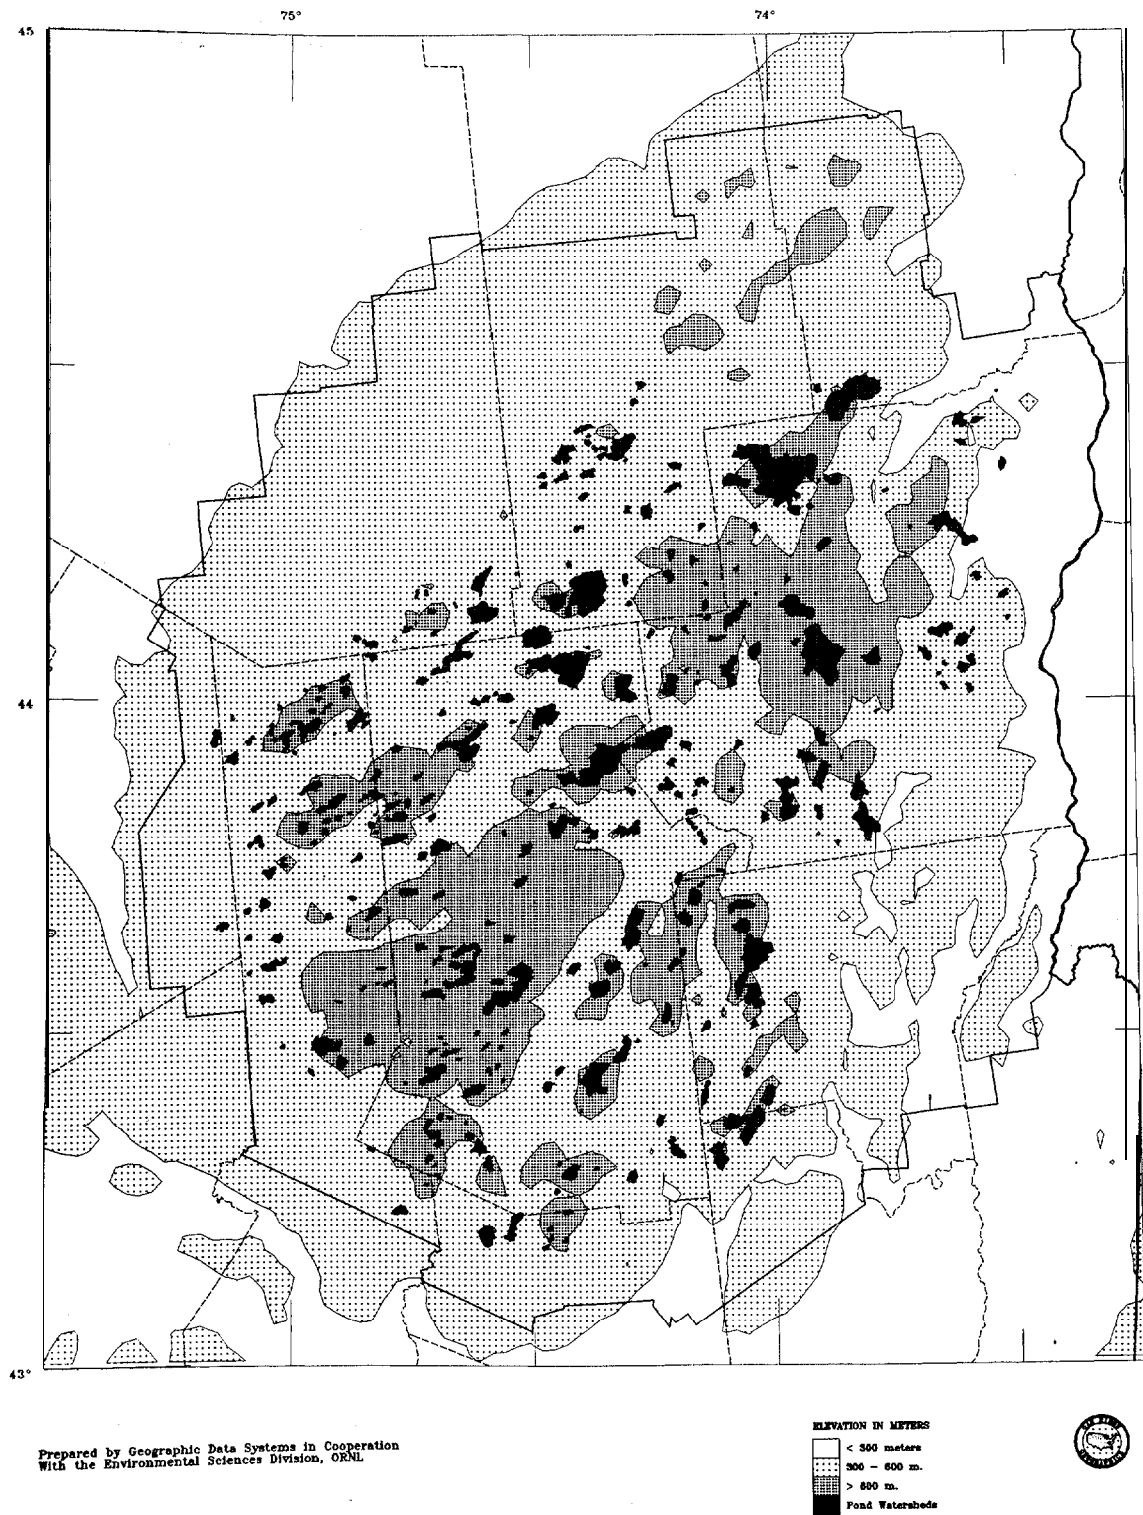 75°
74°
45
44
43°
Prepared by Geographic Data Systems in Cooperation
With the Environmental Sciences Division, ORNL
ELEVATION IN METERS
< 300 meters
300 - 600 m.
> 600 m.
Pond Watersheds